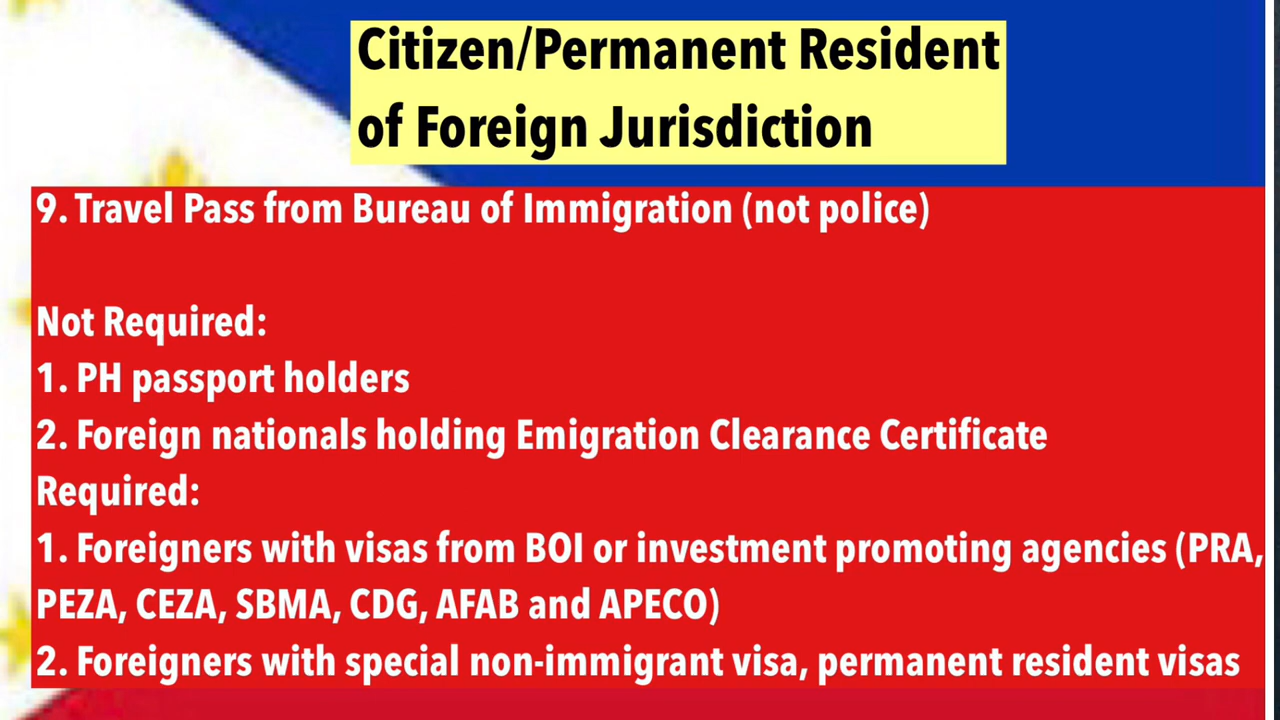 Citizen/Permanent Resident
of Foreign Jurisdiction
9. Travel Pass from Bureau of Immigration (not police)
Not Required:
1. PH passport holders
2. Foreign nationals holding Emigration Clearance Certificate
Required:
1. Foreigners with visas from BOI or investment promoting agencies (PRA,
PEZA, CEZA, SBMA, CDG, AFAB and APECO)
2. Foreigners with special non-immigrant visa, permanent resident visas